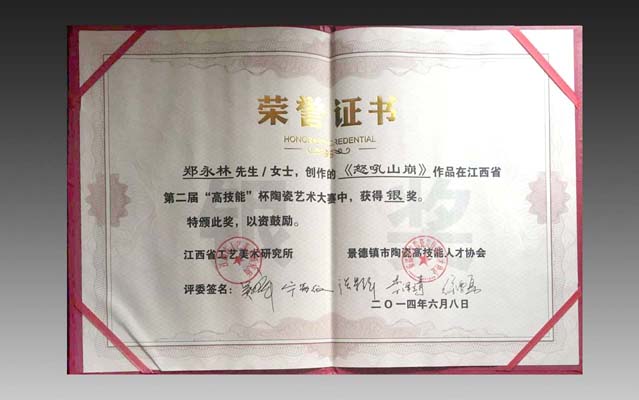 荣誉证书
HONOR CREDENTIAL
郑永林先生/女士，创作的《怒吼山崩》作品在江西省
第二届“高技能”杯陶瓷艺术大赛中，获得银奖。
特颁此奖，以资鼓励。
江西省工艺美术研究所 景德镇市陶瓷高技能人才协会
评委签名：
二〇一四年六月八日